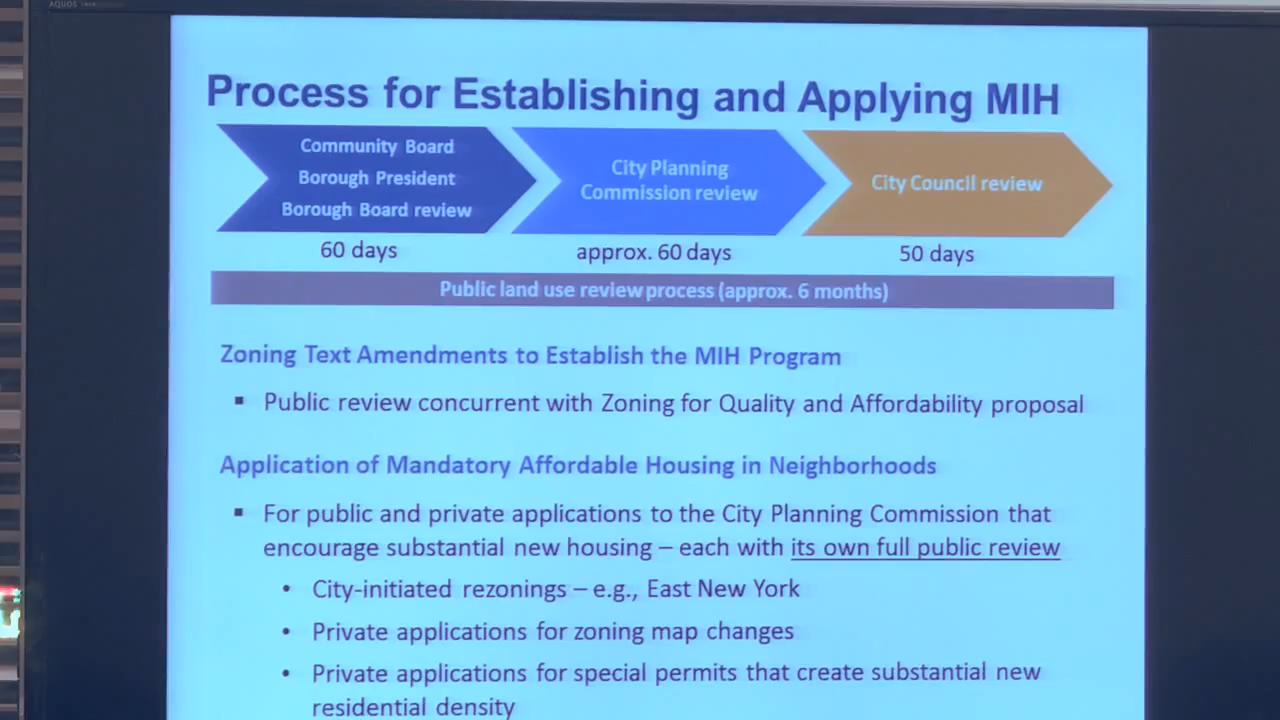 AQUOS
Process for Establishing and Applying MIH
Community Board
Borough President
Borough Board review
City Planning
Commission review
City Council review
60 days
approx. 60 days
50 days
Public land use review process (approx. 6 months)
Zoning Text Amendments to Establish the MIH Program
▪ Public review concurrent with Zoning for Quality and Affordability proposal
Application of Mandatory Affordable Housing in Neighborhoods
▪ For public and private applications to the City Planning Commission that
encourage substantial new housing – each with its own full public review
• City-initiated rezonings – e.g., East New York
• Private applications for zoning map changes
• Private applications for special permits that create substantial new
residential density